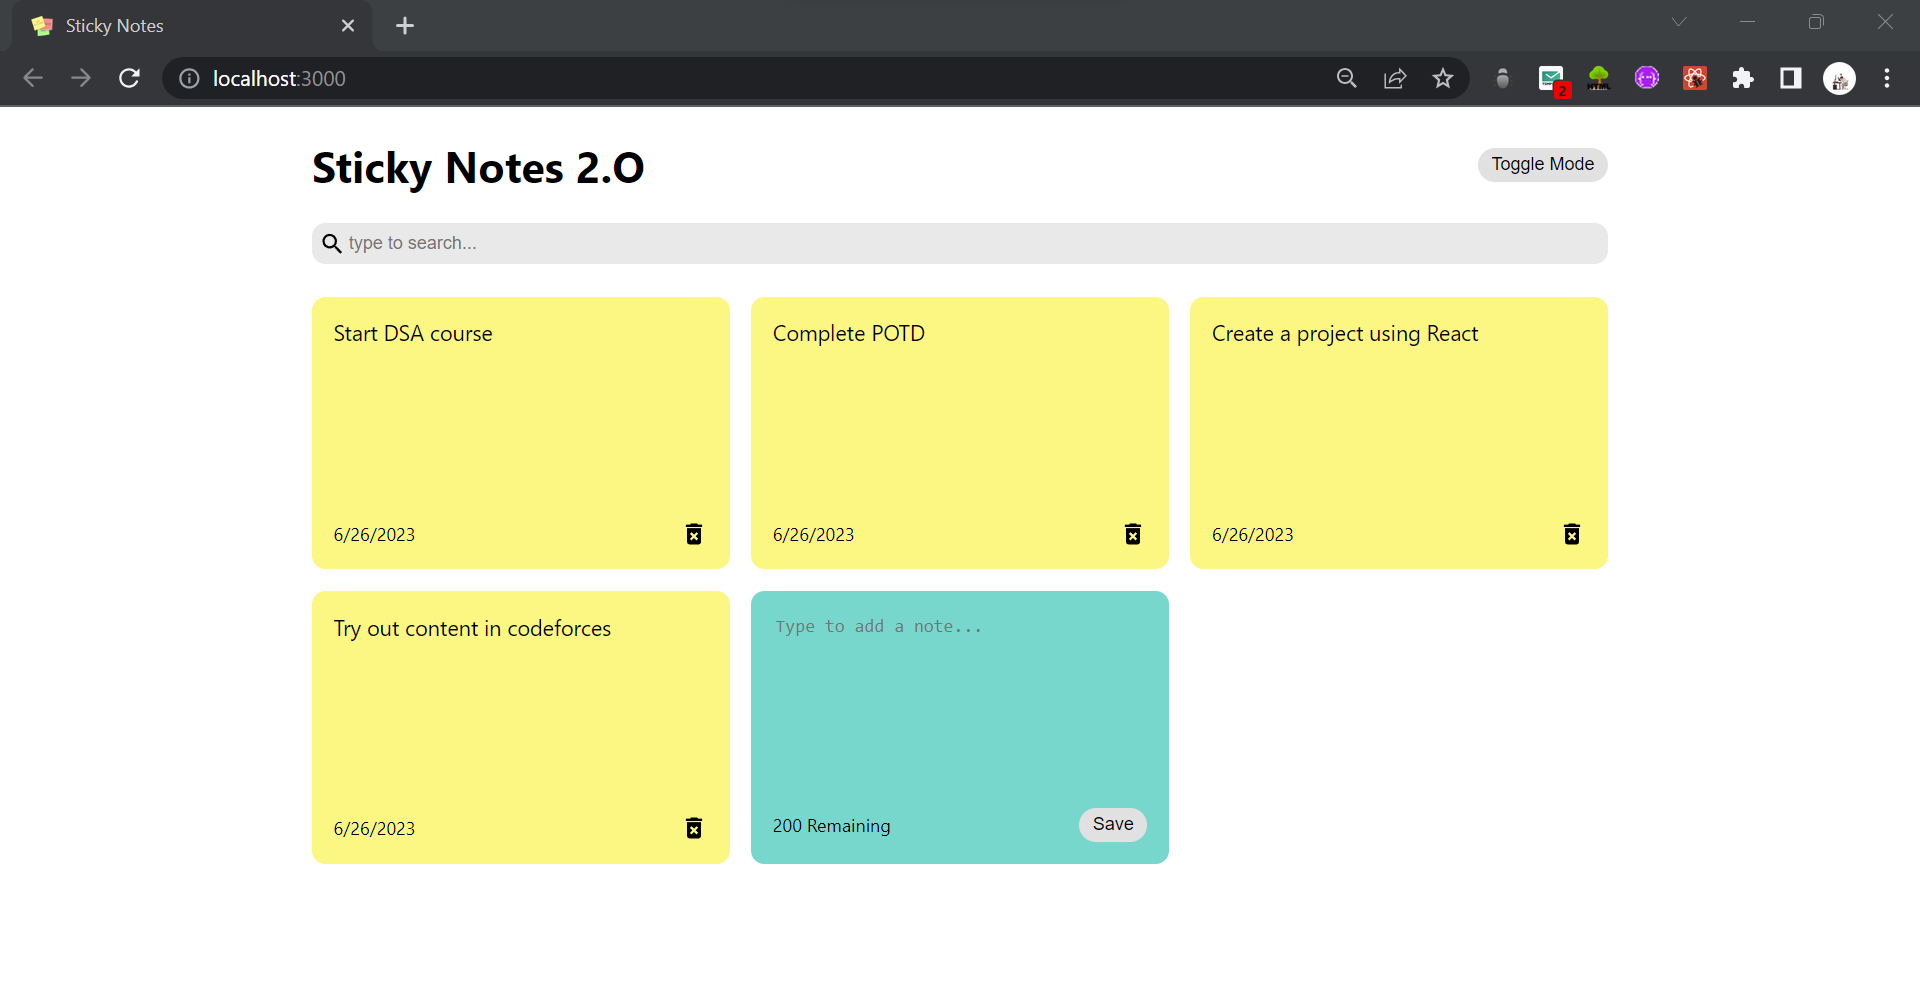 Sticky Notes
localhost:3000
2
Sticky Notes 2.O
Toggle Mode
type to search...
Start DSA course
6/26/2023
Complete POTD
6/26/2023
Create a project using React
6/26/2023
Try out content in codeforces
6/26/2023
Type to add a note...
200 Remaining
Save